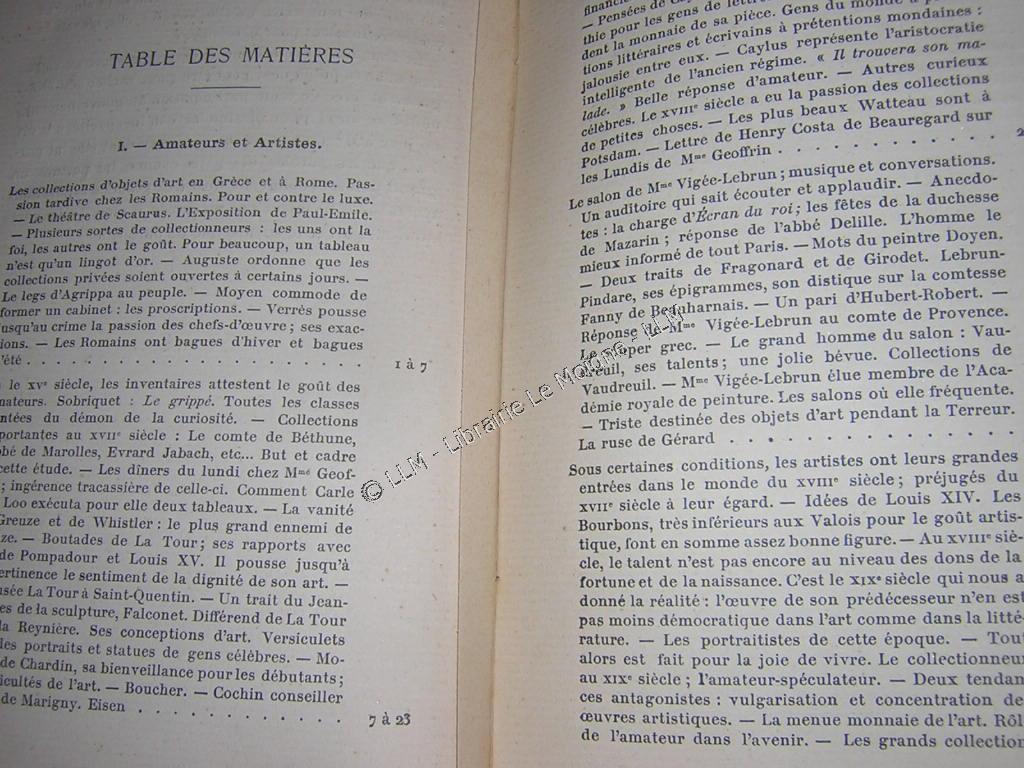 TABLE DES MATIÈRES
I. — Amateurs et Artistes.
Les collections d'objets d'art en Grèce et à Rome. Pas-
sion tardive chez les Romains. Pour et contre le luxe.
— Le théâtre de Scaurus. L'Exposition de Paul-Emile.
— Plusieurs sortes de collectionneurs : les uns ont la
foi, les autres ont le goût. Pour beaucoup, un tableau
n'est qu'un lingot d'or. — Auguste ordonne que les
collections privées soient ouvertes à certains jours. —
Le legs d'Agrippa au peuple. — Moyen commode de
former un cabinet : les proscriptions. — Verrès pousse
jusqu'au crime la passion des chefs-d'œuvre ; ses exac-
ions. — Les Romains ont bagues d'hiver et bagues
l'été . . . . . . . . . . . . . . . . . . 1 à 7
le XVe siècle, les inventaires attestent le goût des
nateurs. Sobriquet : Le grippé. Toutes les classes
ntées du démon de la curiosité. — Collections
portantes au XVIIe siècle : Le comte de Béthune,
bé de Marolles, Evrard Jabach, etc... But et cadre
cette étude. — Les dîners du lundi chez Mme Geof-
; ingérence tracassière de celle-ci. Comment Carle
Loo exécuta pour elle deux tableaux. — La vanité
Greuze et de Whistler : le plus grand ennemi de
ze. — Boutades de La Tour ; ses rapports avec
de Pompadour et Louis XV. Il pousse jusqu'à
ertinence le sentiment de la dignité de son art. —
sée La Tour à Saint-Quentin. — Un trait du Jean-
es de la sculpture, Falconet. Différend de La Tour
la Reynière. Ses conceptions d'art. Versiculets
les portraits et statues de gens célèbres. — Mo-
de Chardin, sa bienveillance pour les débutants ;
icultés de l'art. — Boucher. — Cochin conseiller
de Marigny. Eisen . . . . . . . . . . . 7 à 23
financier
— Pensées de
thie pour les gens de lettre
dent la monnaie de sa pièce. Gens du monde à
tions littéraires et écrivains à prétentions mondaines :
jalousie entre eux. — Caylus représente l'aristocratie
intelligente de l'ancien régime. « Il trouvera son ma-
lade. » Belle réponse d'amateur. — Autres curieux
célèbres. Le XVIIIe siècle a eu la passion des collections
de petites choses. — Les plus beaux Watteau sont à
Potsdam. — Lettre de Henry Costa de Beauregard sur
les Lundis de Mme Geoffrin . . . . . . . . . . . 2
Le salon de Mme Vigée-Lebrun ; musique et conversations.
Un auditoire qui sait écouter et applaudir. — Anecdo-
tes : la charge d'Écran du roi ; les fêtes de la duchesse
de Mazarin ; réponse de l'abbé Delille. L'homme le
mieux informé de tout Paris. — Mots du peintre Doyen.
— Deux traits de Fragonard et de Girodet. Lebrun-
Pindare, ses épigrammes, son distique sur la comtesse
Fanny de Beauharnais. — Un pari d'Hubert-Robert. —
Réponse de Mme Vigée-Lebrun au comte de Provence.
Le souper grec. — Le grand homme du salon : Vau-
dreuil, ses talents ; une jolie bévue. Collections de
Vaudreuil. — Mme Vigée-Lebrun élue membre de l'Aca-
démie royale de peinture. Les salons où elle fréquente.
— Triste destinée des objets d'art pendant la Terreur.
La ruse de Gérard . . . . . . . . . . . . . .
Sous certaines conditions, les artistes ont leurs grandes
entrées dans le monde du XVIIIe siècle ; préjugés du
XVIIe siècle à leur égard. — Idées de Louis XIV. Les
Bourbons, très inférieurs aux Valois pour le goût artis-
tique, font en somme assez bonne figure. — Au XVIIIe siè-
cle, le talent n'est pas encore au niveau des dons de la
fortune et de la naissance. C'est le XIXe siècle qui nous a
donné la réalité : l'œuvre de son prédécesseur n'en est
pas moins démocratique dans l'art comme dans la litté-
rature. — Les portraitistes de cette époque. — Tout
alors est fait pour la joie de vivre. Le collectionneur
au XIXe siècle ; l'amateur-spéculateur. — Deux tendan
ces antagonistes : vulgarisation et concentration de
œuvres artistiques. — La menue monnaie de l'art. Rôl
de l'amateur dans l'avenir. — Les grands collection
© LLM - Librairie Le Molene - LLM